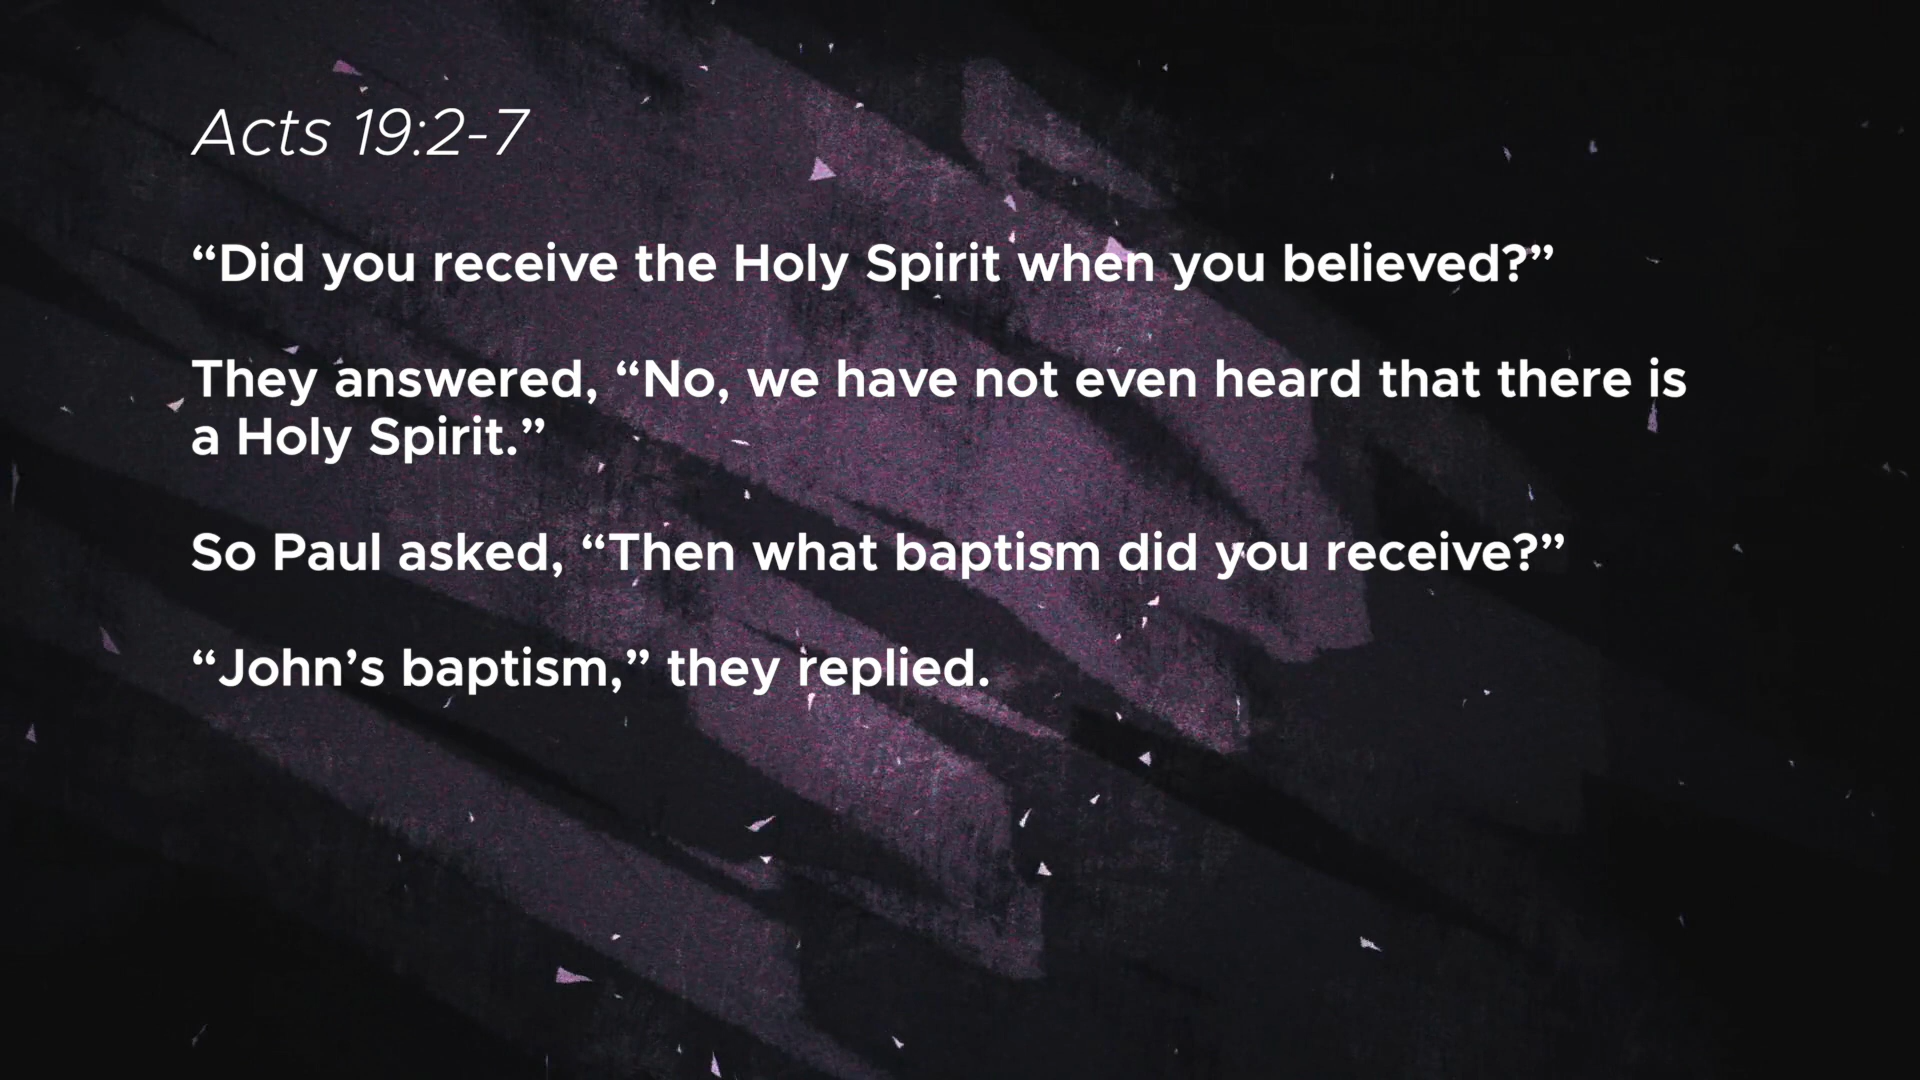 Acts 19:2-7
“Did you receive the Holy Spirit when you believed?”
They answered, “No, we have not even heard that there is
a Holy Spirit.”
So Paul asked, “Then what baptism did you receive?”
“John’s baptism,” they replied.